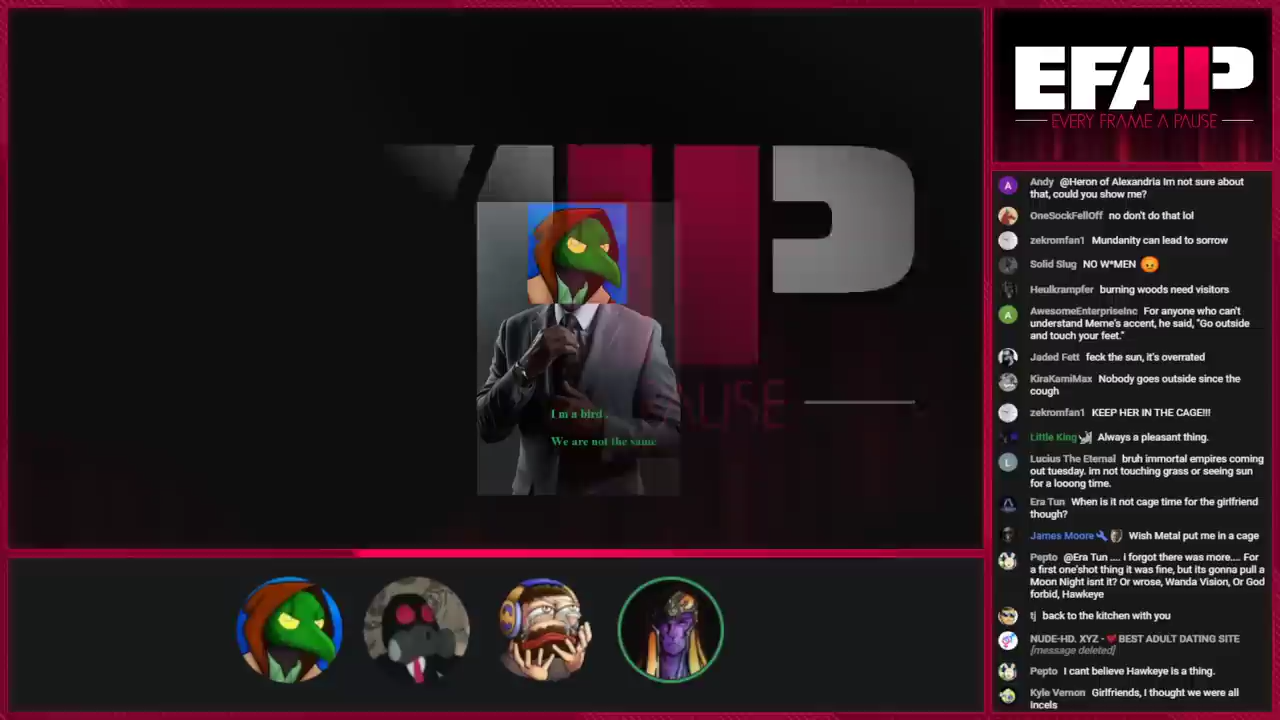 EFAP
EVERY FRAME A PAUSE
P
PAUSE
I m a bird .
We are not the same
Andy @Heron of Alexandria Im not sure about
that, could you show me?
OneSockFellOff no don't do that lol
zekromfan1 Mundanity can lead to sorrow
Solid Slug NO W*MEN 😡
Heulkrampfer burning woods need visitors
A AwesomeEnterpriseInc For anyone who can't
understand Meme's accent, he said, "Go outside
and touch your feet."
Jaded Fett feck the sun, it's overrated
KiraKamiMax Nobody goes outside since the
cough
zekromfan1 KEEP HER IN THE CAGE!!!
Little King Always a pleasant thing.
L Lucius The Eternal bruh immortal empires coming
out tuesday. im not touching grass or seeing sun
for a looong time.
Era Tun When is it not cage time for the girlfriend
though?
James Moore🔧 Wish Metal put me in a cage
Pepto @Era Tun .... i forgot there was more.... For
a first one'shot thing it was fine, but its gonna pull a
Moon Night isnt it? Or wrose, Wanda Vision, Or God
forbid, Hawkeye
tj back to the kitchen with you
NUDE-HD. XYZ - ❤BEST ADULT DATING SITE
[message deleted]
Pepto I cant believe Hawkeye is a thing.
Kyle Vernon Girlfriends, I thought we were all
Incels